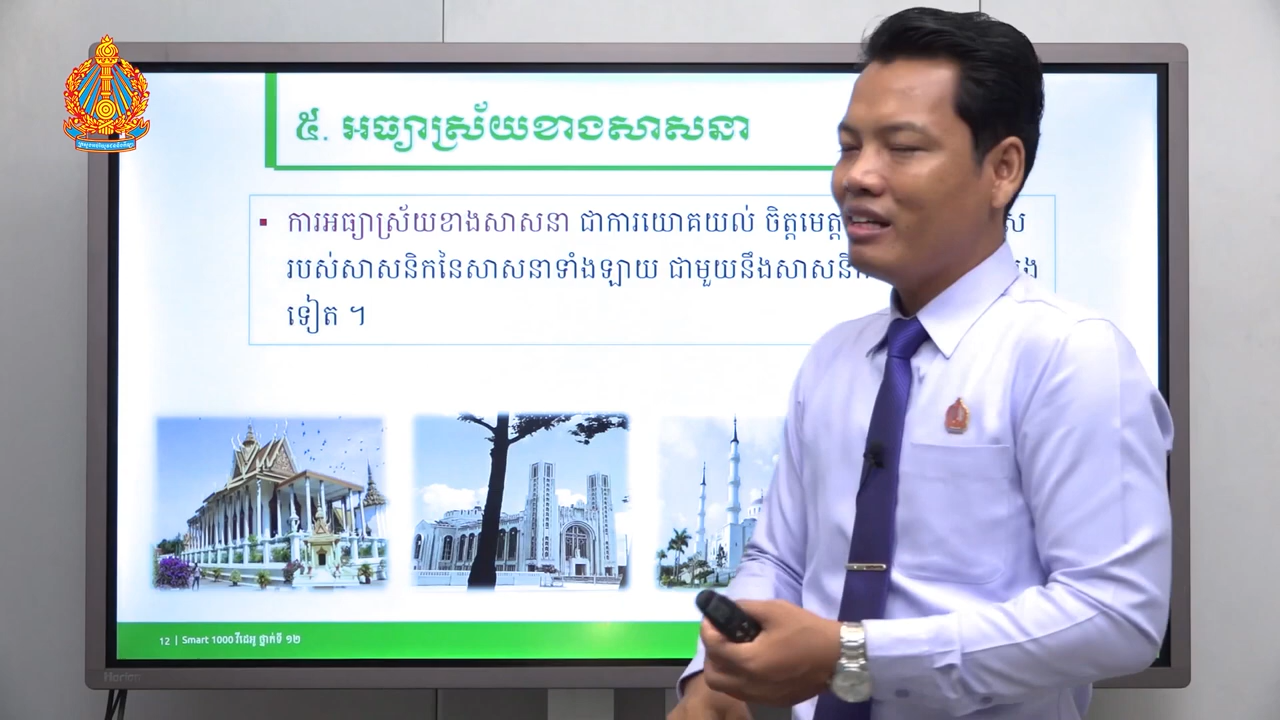 ៥. អធ្យាស្រ័យខាងសាសនា
ការអធ្យាស្រ័យខាងសាសនា ជាការយោគយល់ ចិត្តមេត្ត
របស់សាសនិកនៃសាសនាទាំងឡាយ ជាមួយនឹងសាសនិក
ទៀត ។
12 | Smart 1000 វីដេអូ ថ្នាក់ទី ១២
Horion